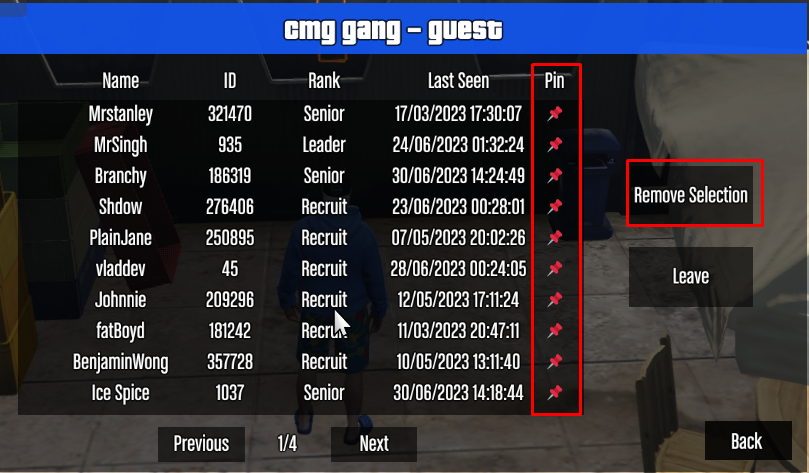 cmg gang - guest
Name ID Rank Last Seen Pin
Mrstanley 321470 Senior 17/03/2023 17:30:07
MrSingh 935 Leader 24/06/2023 01:32:24
Branchy 186319 Senior 30/06/2023 14:24:49
Shdow 276406 Recruit 23/06/2023 00:28:01
PlainJane 250895 Recruit 07/05/2023 20:02:26
vladdev 45 Recruit 28/06/2023 00:24:05
Johnnie 209296 Recruit 12/05/2023 17:11:24
fatBoyd 181242 Recruit 11/03/2023 20:47:11
BenjaminWong 357728 Recruit 10/05/2023 13:11:40
Ice Spice 1037 Senior 30/06/2023 14:18:44
Remove Selection
Leave
Previous 1/4 Next
Back